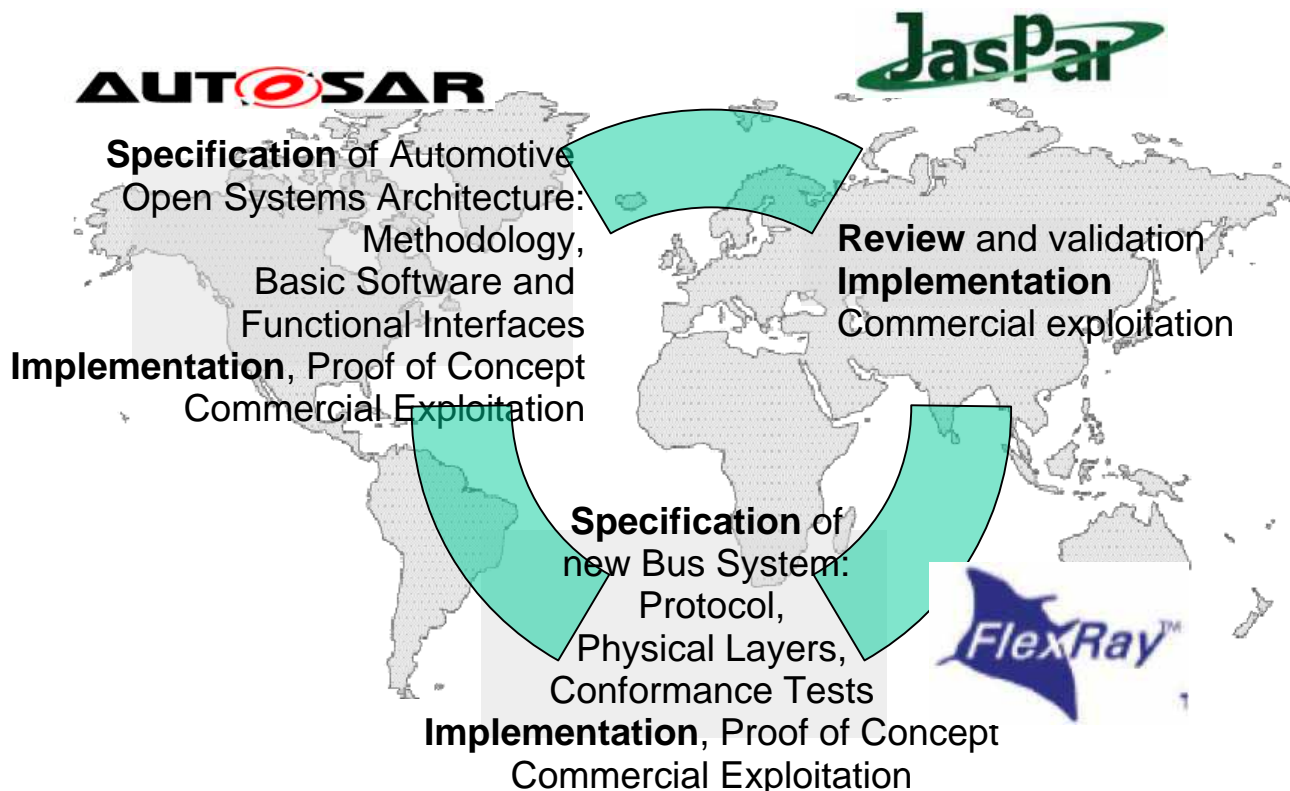 AUTOSAR
JasPar
Specification of Automotive
Open Systems Architecture:
Methodology,
Basic Software and
Functional Interfaces
Implementation, Proof of Concept
Commercial Exploitation
Review and validation
Implementation
Commercial exploitation
Specification of
new Bus System:
Protocol,
Physical Layers,
Conformance Tests
Implementation, Proof of Concept
Commercial Exploitation
FlexRay™